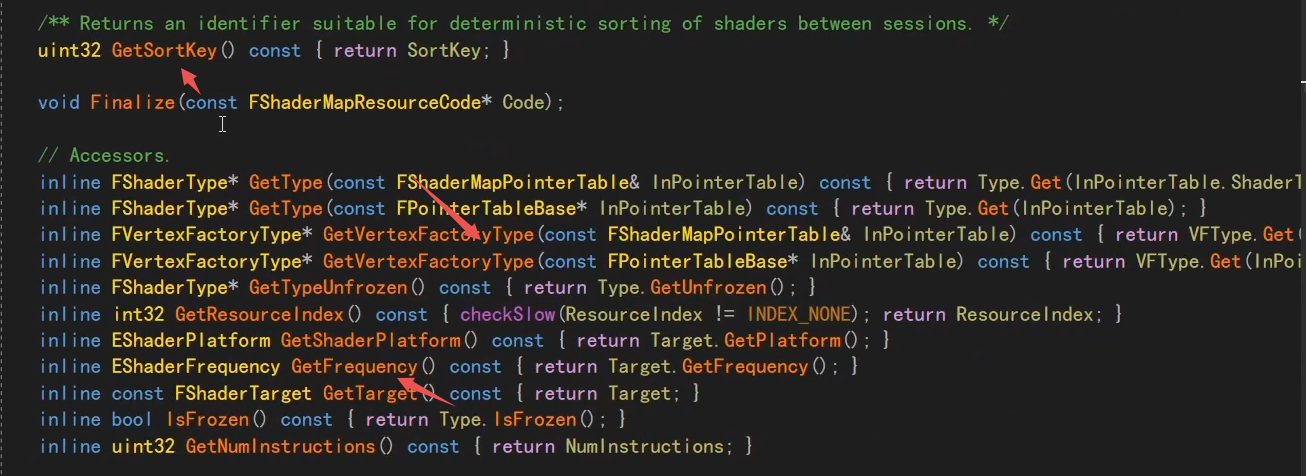 /** Returns an identifier suitable for deterministic sorting of shaders between sessions. */
uint32 GetSortKey() const { return SortKey; }
void Finalize(const FShaderMapResourceCode* Code);
// Accessors.
inline FShaderType* GetType(const FShaderMapPointerTable& InPointerTable) const { return Type.Get(InPointerTable.ShaderT
inline FShaderType* GetType(const FPointerTableBase* InPointerTable) const { return Type.Get(InPointerTable); }
inline FVertexFactoryType* GetVertexFactoryType(const FShaderMapPointerTable& InPointerTable) const { return VFType.Get(
inline FVertexFactoryType* GetVertexFactoryType(const FPointerTableBase* InPointerTable) const { return VFType.Get(InPoi
inline FShaderType* GetTypeUnfrozen() const { return Type.GetUnfrozen(); }
inline int32 GetResourceIndex() const { checkSlow(ResourceIndex != INDEX_NONE); return ResourceIndex; }
inline EShaderPlatform GetShaderPlatform() const { return Target.GetPlatform(); }
inline EShaderFrequency GetFrequency() const { return Target.GetFrequency(); }
inline const FShaderTarget GetTarget() const { return Target; }
inline bool IsFrozen() const { return Type.IsFrozen(); }
inline uint32 GetNumInstructions() const { return NumInstructions; }